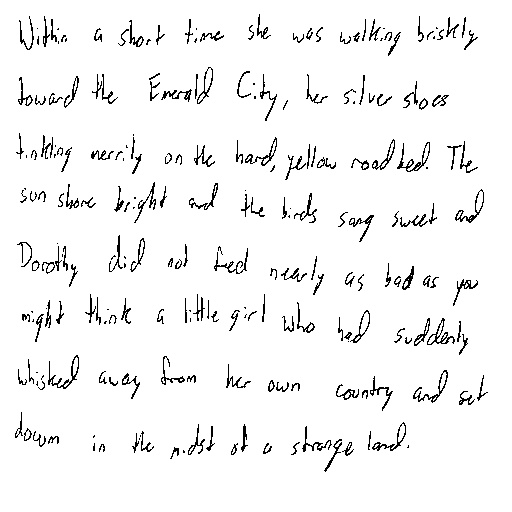 Within a short time she was walking briskly
toward the Emerald City, her silver shoes
tinkling merrily on the hard, yellow roadbed. The
sun shone bright and the birds sang sweet and
Dorothy did not feel nearly as bad as you
might think a little girl who had suddenly
whisked away from her own country and set
down in the midst of a strange land.